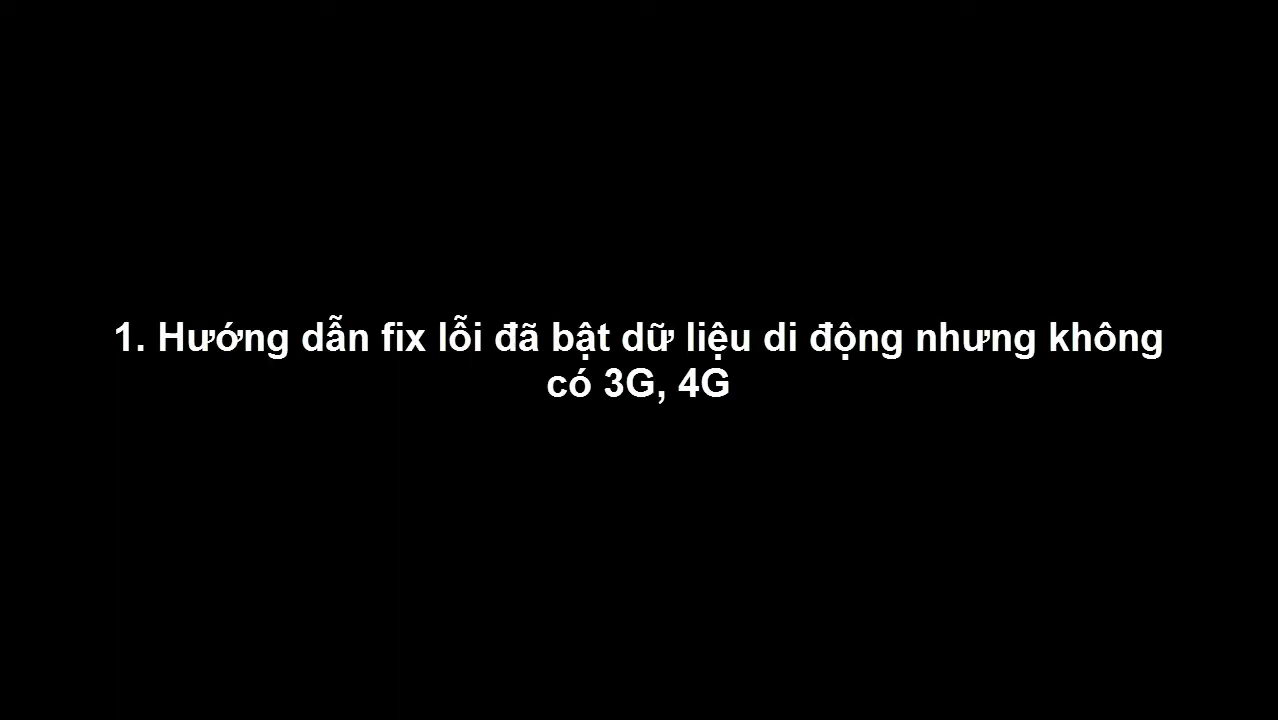 1. Hướng dẫn fix lỗi đã bật dữ liệu di động nhưng không
có 3G, 4G